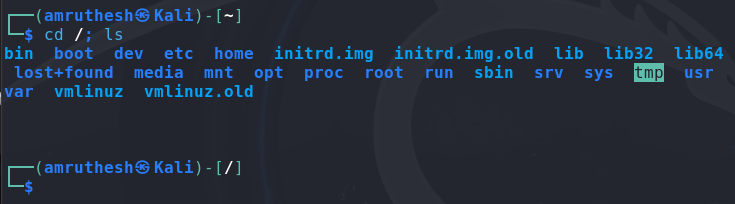 ┌──(amruthesh㉿Kali)-[~]
└─$ cd /; ls
bin  boot  dev  etc  home  initrd.img  initrd.img.old  lib  lib32  lib64
lost+found  media  mnt  opt  proc  root  run  sbin  srv  sys  tmp  usr
var  vmlinuz  vmlinuz.old
┌──(amruthesh㉿Kali)-[/]
└─$